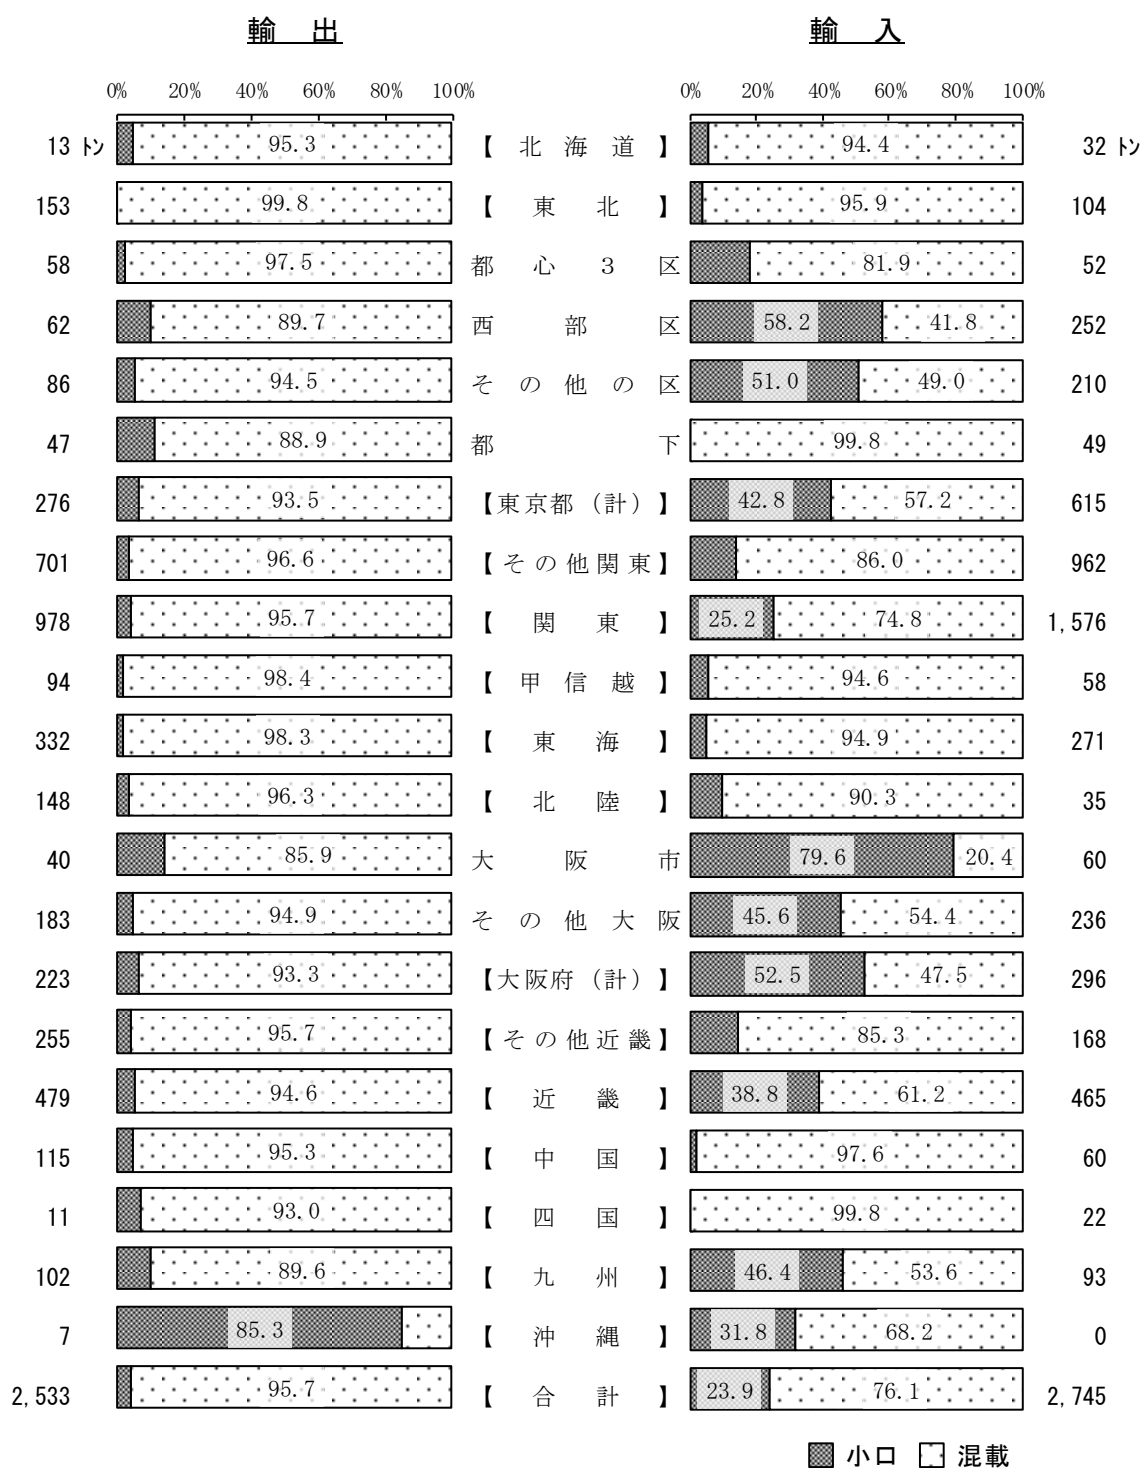 輸 出 輸 入
0% 20% 40% 60% 80% 100% 0% 20% 40% 60% 80% 100%
13 トン 95.3 【 北 海 道 】 94.4 32 トン
153 99.8 【 東 北 】 95.9 104
58 97.5 都 心 3 区 81.9 52
62 89.7 西 部 区 58.2 41.8 252
86 94.5 そ の 他 の 区 51.0 49.0 210
47 88.9 都 下 99.8 49
276 93.5 【東京都（計）】 42.8 57.2 615
701 96.6 【その他関東】 86.0 962
978 95.7 【 関 東 】 25.2 74.8 1,576
94 98.4 【 甲 信 越 】 94.6 58
332 98.3 【 東 海 】 94.9 271
148 96.3 【 北 陸 】 90.3 35
40 85.9 大 阪 市 79.6 20.4 60
183 94.9 そ の 他 大 阪 45.6 54.4 236
223 93.3 【大阪府（計）】 52.5 47.5 296
255 95.7 【その他近畿】 85.3 168
479 94.6 【 近 畿 】 38.8 61.2 465
115 95.3 【 中 国 】 97.6 60
11 93.0 【 四 国 】 99.8 22
102 89.6 【 九 州 】 46.4 53.6 93
7 85.3 【 沖 縄 】 31.8 68.2 0
2,533 95.7 【 合 計 】 23.9 76.1 2,745
小口 混載